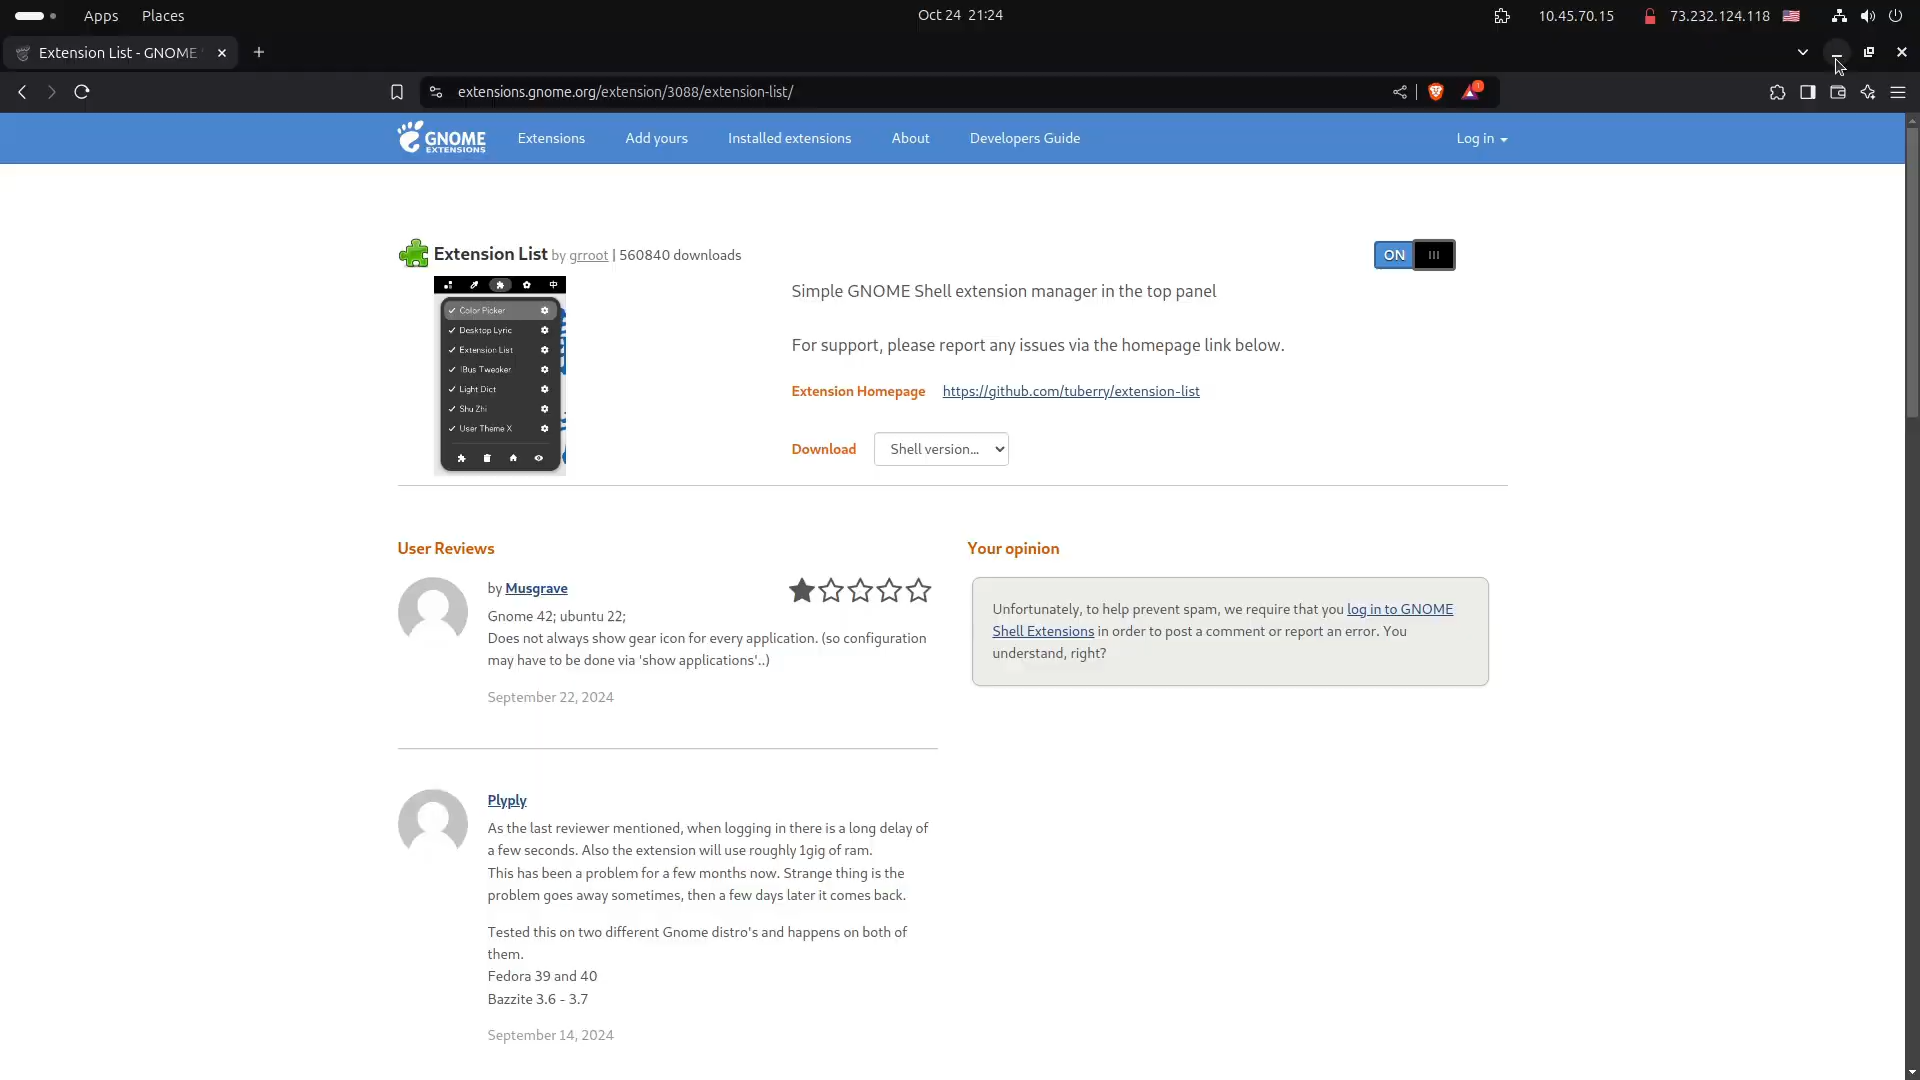 Apps Places Oct 24 21:24 10.45.70.15 73.232.124.118
Extension List - GNOME
extensions.gnome.org/extension/3088/extension-list/ 1
GNOME EXTENSIONS Extensions Add yours Installed extensions About Developers Guide Log in
Extension List by grroot | 560840 downloads ON
Color Picker
Desktop Lyric
Extension List
IBus Tweaker
Light Dict
Shu Zhi
User Theme X
Simple GNOME Shell extension manager in the top panel
For support, please report any issues via the homepage link below.
Extension Homepage https://github.com/tuberry/extension-list
Download Shell version...
User Reviews
by Musgrave
Gnome 42; ubuntu 22;
Does not always show gear icon for every application. (so configuration
may have to be done via 'show applications'..)
September 22, 2024
Plyply
As the last reviewer mentioned, when logging in there is a long delay of
a few seconds. Also the extension will use roughly 1gig of ram.
This has been a problem for a few months now. Strange thing is the
problem goes away sometimes, then a few days later it comes back.
Tested this on two different Gnome distro's and happens on both of
them.
Fedora 39 and 40
Bazzite 3.6 - 3.7
September 14, 2024
Your opinion
Unfortunately, to help prevent spam, we require that you log in to GNOME
Shell Extensions in order to post a comment or report an error. You
understand, right?